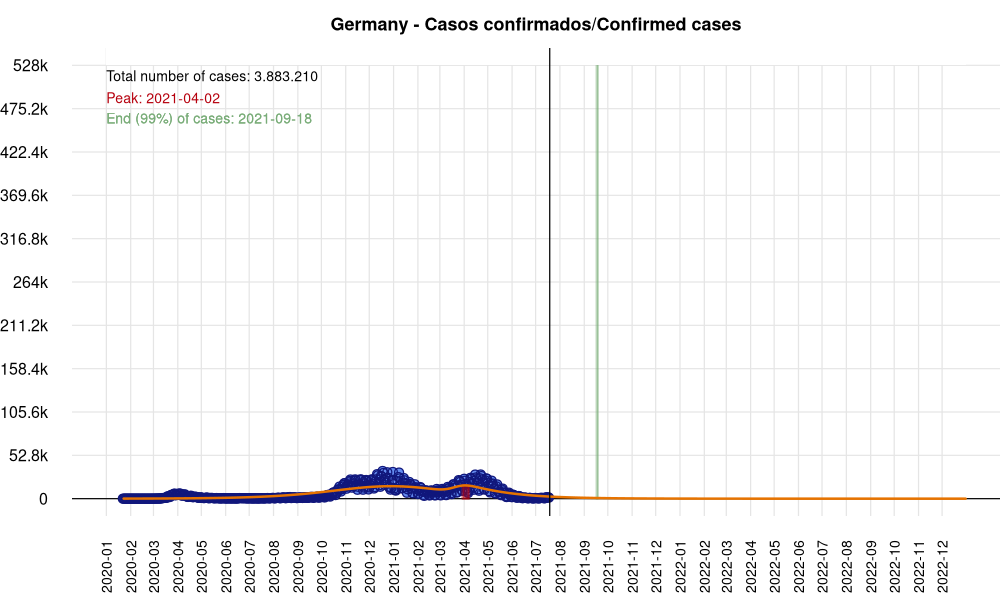 Germany - Casos confirmados/Confirmed cases
Total number of cases: 3.883.210
Peak: 2021-04-02
End (99%) of cases: 2021-09-18
528k
475.2k
422.4k
369.6k
316.8k
264k
211.2k
158.4k
105.6k
52.8k
0
2020-01
2020-02
2020-03
2020-04
2020-05
2020-06
2020-07
2020-08
2020-09
2020-10
2020-11
2020-12
2021-01
2021-02
2021-03
2021-04
2021-05
2021-06
2021-07
2021-08
2021-09
2021-10
2021-11
2021-12
2022-01
2022-02
2022-03
2022-04
2022-05
2022-06
2022-07
2022-08
2022-09
2022-10
2022-11
2022-12